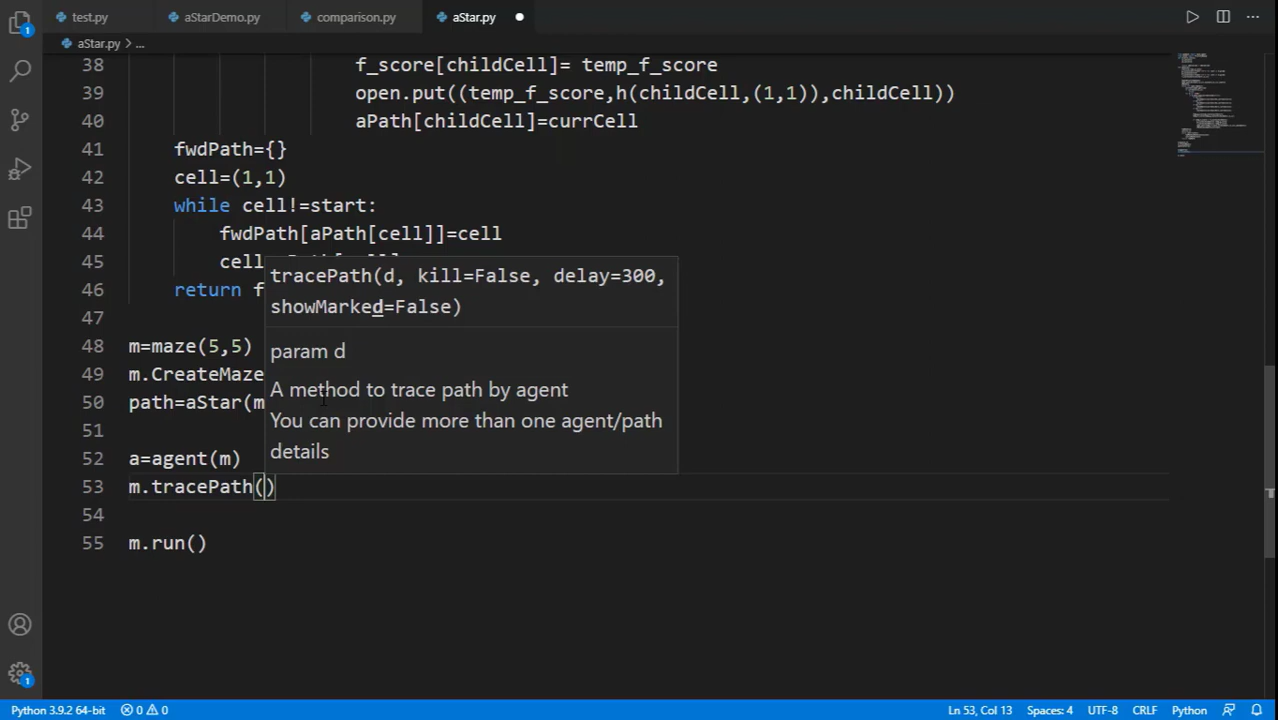 test.py aStarDemo.py comparison.py aStar.py
aStar.py > ...
38 f_score[childCell]= temp_f_score
39 open.put((temp_f_score,h(childCell,(1,1)),childCell))
40 aPath[childCell]=currCell
41 fwdPath={}
42 cell=(1,1)
43 while cell!=start:
44 fwdPath[aPath[cell]]=cell
45 cell
46 return f
47
48 m=maze(5,5)
49 m.CreateMaze
50 path=aStar(m
51
52 a=agent(m)
53 m.tracePath()
54
55 m.run()
tracePath(d, kill=False, delay=300,
showMarked=False)
param d
A method to trace path by agent
You can provide more than one agent/path
details
1
1
Python 3.9.2 64-bit 0 0 Ln 53, Col 13 Spaces: 4 UTF-8 CRLF Python